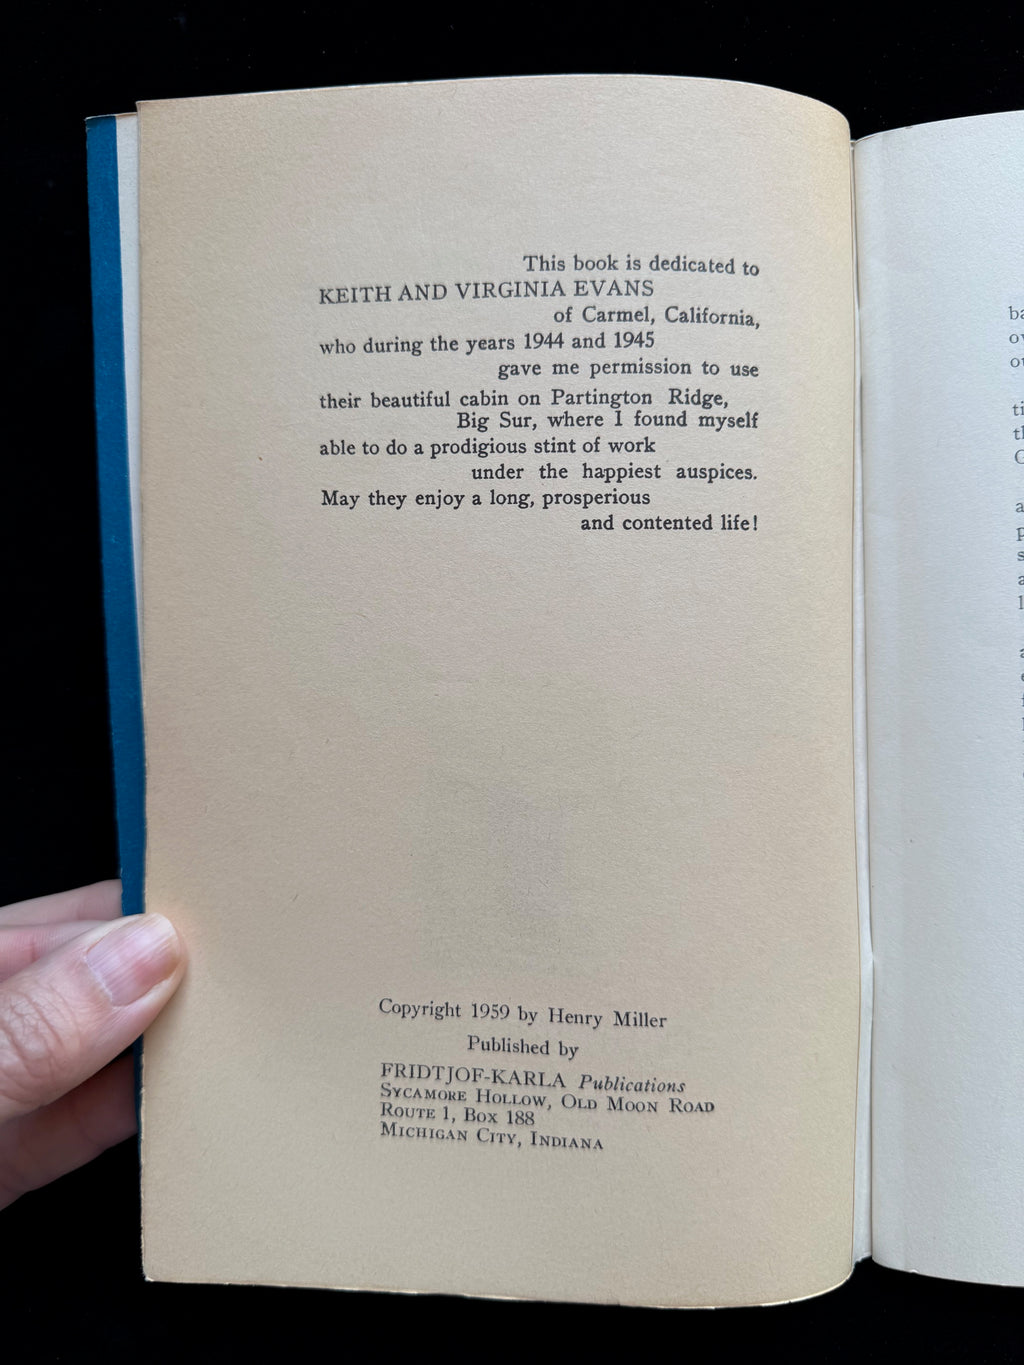 This book is dedicated to
KEITH AND VIRGINIA EVANS
of Carmel, California,
who during the years 1944 and 1945
gave me permission to use
their beautiful cabin on Partington Ridge,
Big Sur, where I found myself
able to do a prodigious stint of work
under the happiest auspices.
May they enjoy a long, prosperious
and contented life!
Copyright 1959 by Henry Miller
Published by
FRIDTJOF-KARLA Publications
SYCAMORE HOLLOW, OLD MOON ROAD
ROUTE 1, BOX 188
MICHIGAN CITY, INDIANA